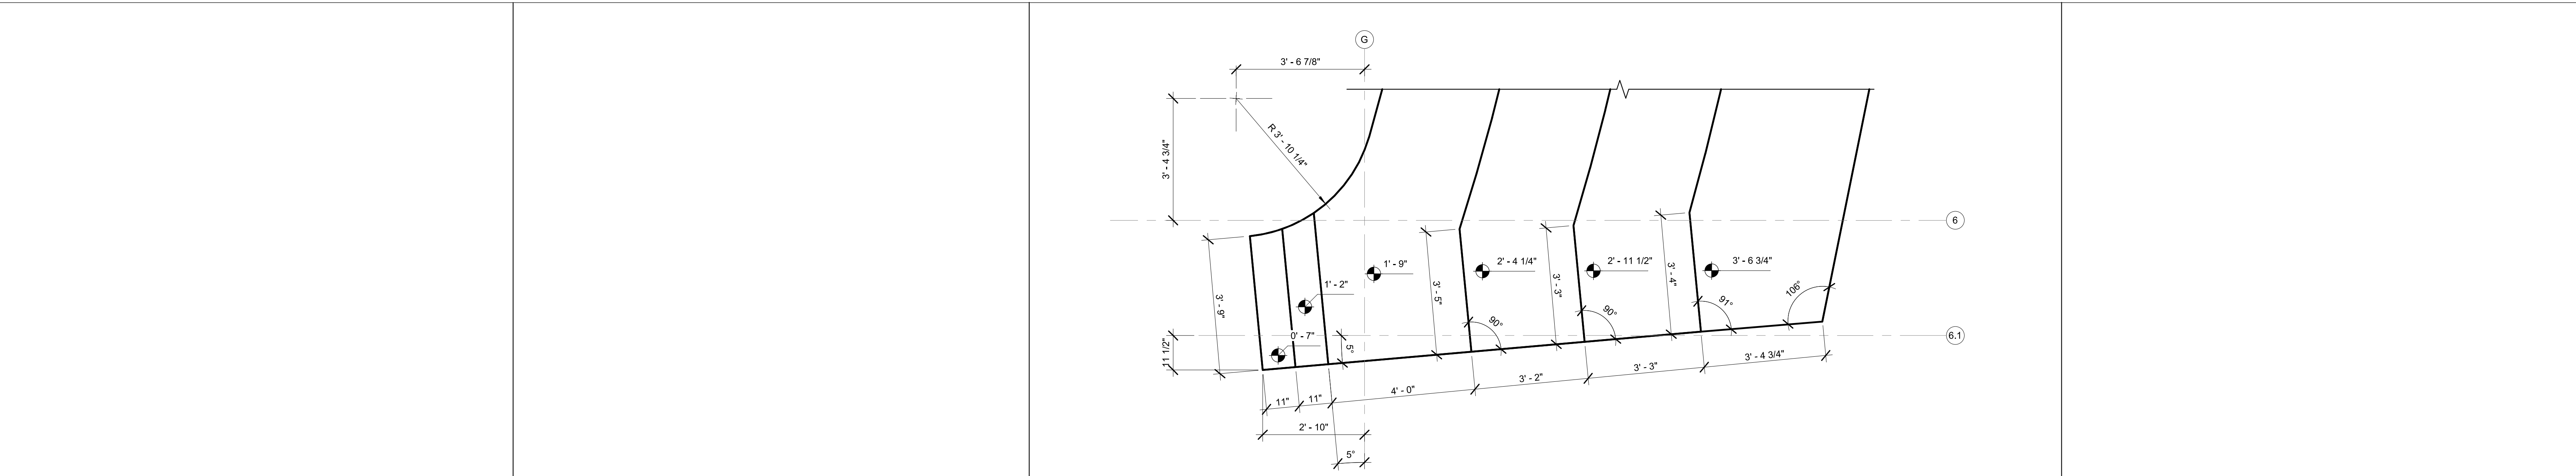 G
3' - 6 7/8"
R 3' - 10 1/4"
3' - 4 3/4"
6
1' - 9"
2' - 4 1/4"
2' - 11 1/2"
3' - 6 3/4"
1' - 2"
3' - 9"
3' - 5"
3' - 3"
3' - 4"
106°
91°
90°
90°
0' - 7"
5°
6.1
11 1/2"
3' - 4 3/4"
3' - 3"
3' - 2"
4' - 0"
11"
11"
2' - 10"
5°